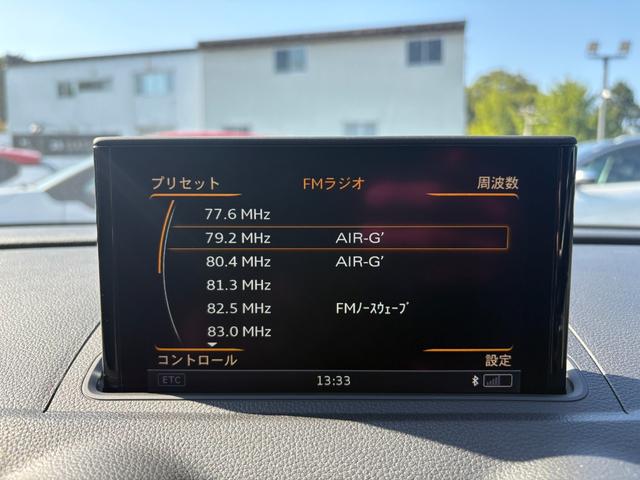 プリセット FMラジオ 周波数
77.6 MHz
79.2 MHz AIR-G'
80.4 MHz AIR-G'
81.3 MHz
82.5 MHz FMﾉｰｽｳｪｰﾌﾞ
83.0 MHz
コントロール 設定
ETC 13:33